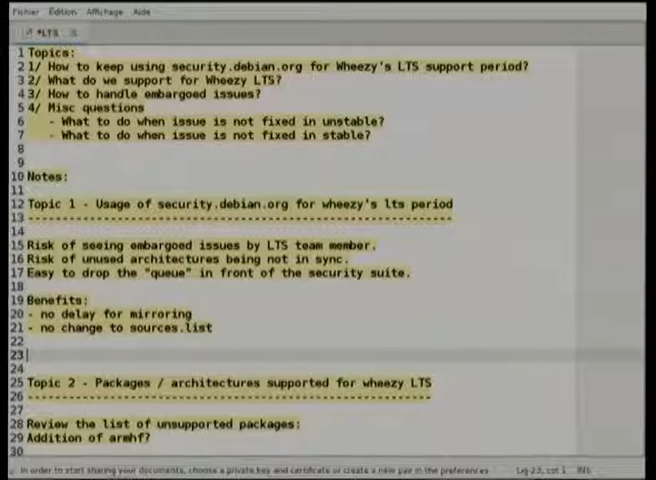 Fichier Édition Affichage Aide
*LTS
1 Topics:
2 1/ How to keep using security.debian.org for Wheezy's LTS support period?
3 2/ What do we support for Wheezy LTS?
4 3/ How to handle embargoed issues?
5 4/ Misc questions
6 - What to do when issue is not fixed in unstable?
7 - What to do when issue is not fixed in stable?
8
9
10 Notes:
11
12 Topic 1 - Usage of security.debian.org for wheezy's lts period
13 --------------------------------------------------------------
14
15 Risk of seeing embargoed issues by LTS team member.
16 Risk of unused architectures being not in sync.
17 Easy to drop the "queue" in front of the security suite.
18
19 Benefits:
20 - no delay for mirroring
21 - no change to sources.list
22
23
24
25 Topic 2 - Packages / architectures supported for wheezy LTS
26 -----------------------------------------------------------
27
28 Review the list of unsupported packages:
29 Addition of armhf?
30
In order to start sharing your documents, choose a private key and certificate or create a new pair in the preferences Lig 23, col 1 INS